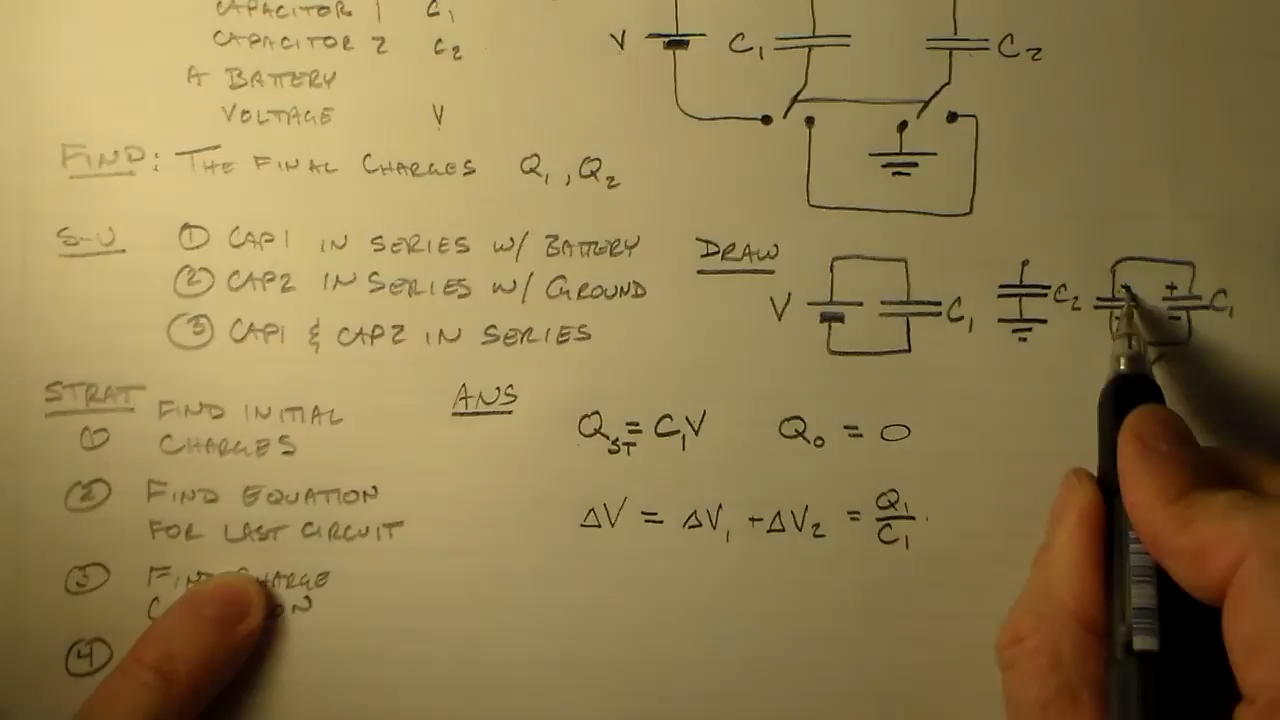 CAPACITOR 1 C1
CAPACITOR 2 C2
A BATTERY
VOLTAGE V
FIND: THE FINAL CHARGES Q1, Q2
S-U ① CAP1 IN SERIES W/ BATTERY
② CAP2 IN SERIES W/ GROUND
③ CAP1 & CAP2 IN SERIES
STRAT
① FIND INITIAL
CHARGES
② FIND EQUATION
FOR LAST CIRCUIT
③ FIND CHARGE
④
V C1 C2
DRAW
V C1 C2 + + - C1
ANS
QST = C1V Q0 = 0
ΔV = ΔV1 + ΔV2 = Q1/C1